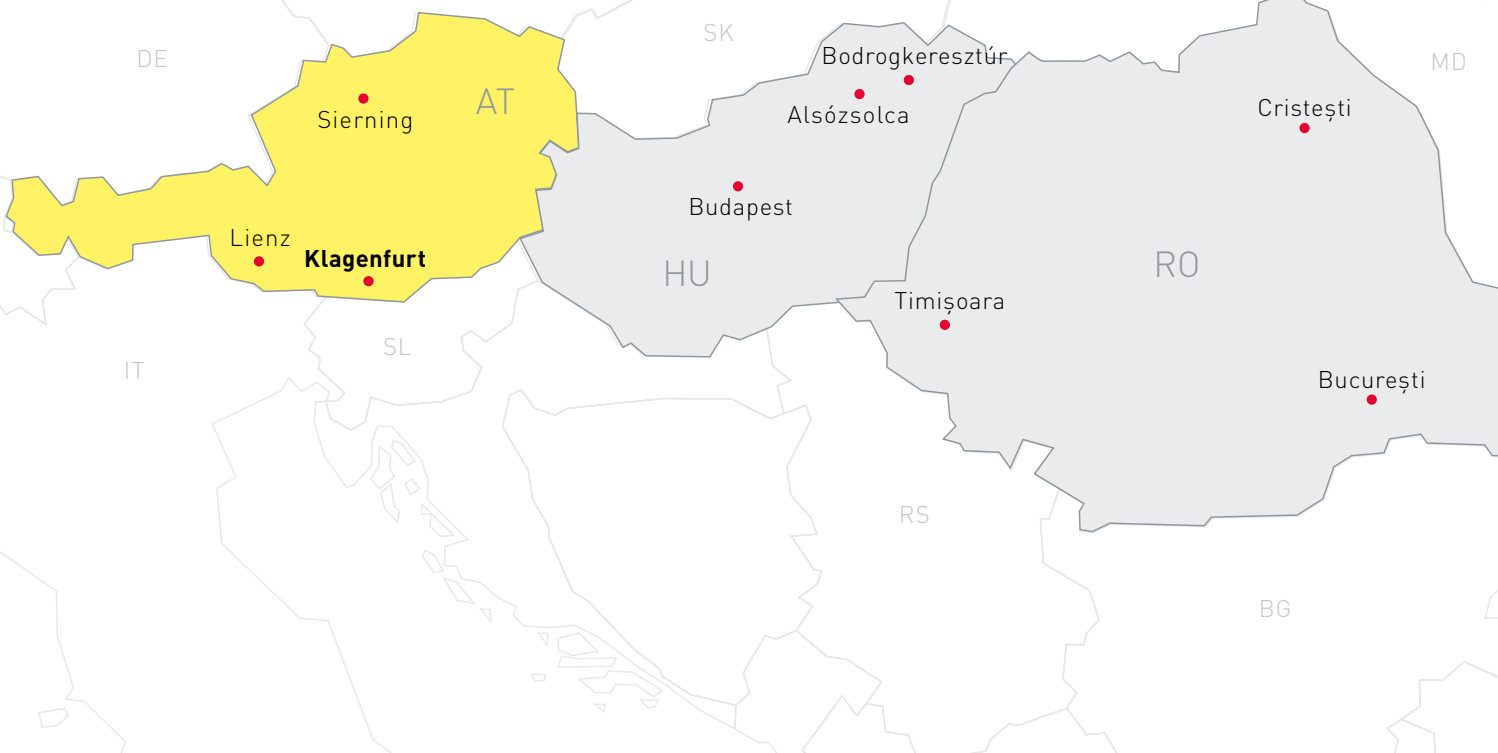 DE
SK
Bodrogkeresztúr
MD
AT
Alsózsolca
Cristești
Sierning
Budapest
Lienz
Klagenfurt
HU
RO
Timișoara
SL
IT
București
RS
BG